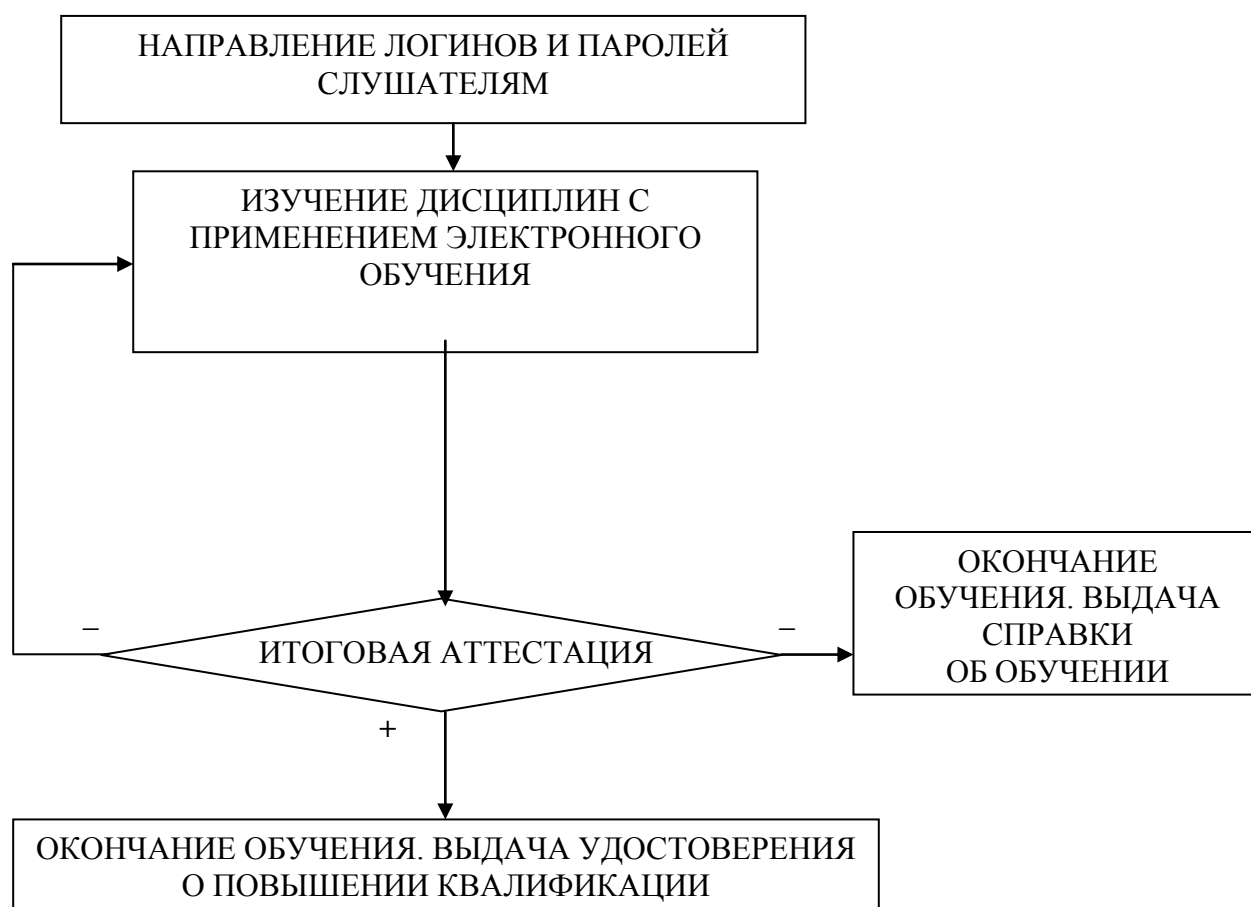 НАПРАВЛЕНИЕ ЛОГИНОВ И ПАРОЛЕЙ
СЛУШАТЕЛЯМ
ИЗУЧЕНИЕ ДИСЦИПЛИН С
ПРИМЕНЕНИЕМ ЭЛЕКТРОННОГО
ОБУЧЕНИЯ
ОКОНЧАНИЕ
ОБУЧЕНИЯ. ВЫДАЧА
СПРАВКИ
ОБ ОБУЧЕНИИ
–
ИТОГОВАЯ АТТЕСТАЦИЯ
–
+
ОКОНЧАНИЕ ОБУЧЕНИЯ. ВЫДАЧА УДОСТОВЕРЕНИЯ
О ПОВЫШЕНИИ КВАЛИФИКАЦИИ